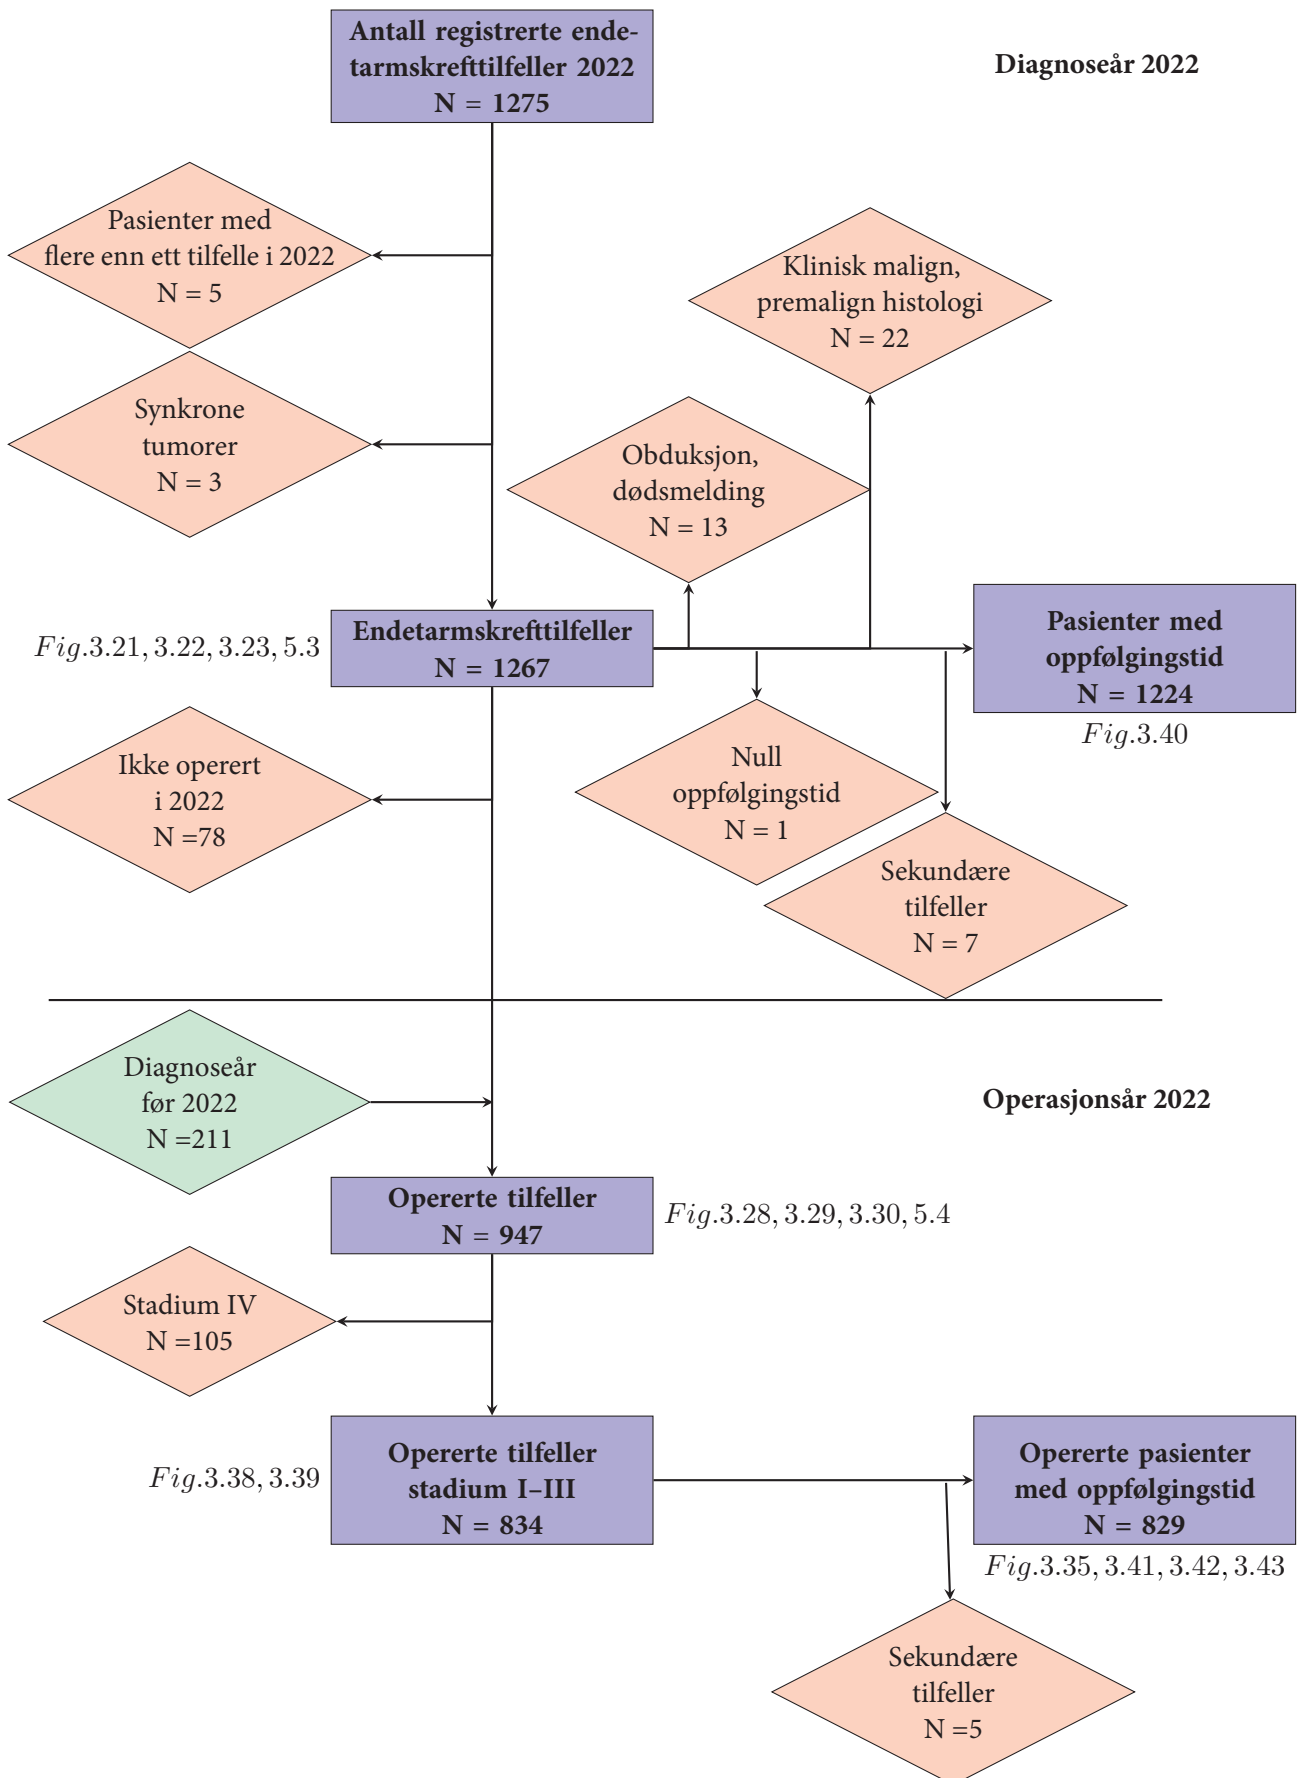 Antall registrerte ende-
tarmskrefttilfeller 2022
N = 1275
Diagnoseår 2022
Pasienter med
flere enn ett tilfelle i 2022
N = 5
Klinisk malign,
premalign histologi
N = 22
Synkrone
tumorer
N = 3
Obduksjon,
dødsmelding
N = 13
Fig.3.21, 3.22, 3.23, 5.3
Endetarmskrefttilfeller
N = 1267
Pasienter med
oppfølgingstid
N = 1224
Fig.3.40
Ikke operert
i 2022
N =78
Null
oppfølgingstid
N = 1
Sekundære
tilfeller
N = 7
Diagnoseår
før 2022
N =211
Operasjonsår 2022
Opererte tilfeller
N = 947
Fig.3.28, 3.29, 3.30, 5.4
Stadium IV
N =105
Fig.3.38, 3.39
Opererte tilfeller
stadium I–III
N = 834
Opererte pasienter
med oppfølgingstid
N = 829
Fig.3.35, 3.41, 3.42, 3.43
Sekundære
tilfeller
N =5